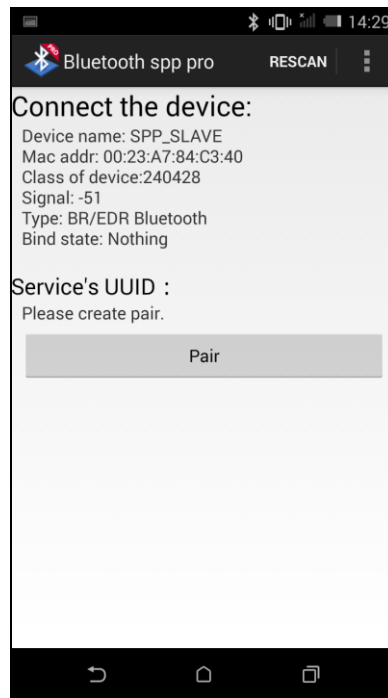 14:29
PRO
Bluetooth spp pro RESCAN
Connect the device:
Device name: SPP_SLAVE
Mac addr: 00:23:A7:84:C3:40
Class of device:240428
Signal: -51
Type: BR/EDR Bluetooth
Bind state: Nothing
Service's UUID：
Please create pair.
Pair